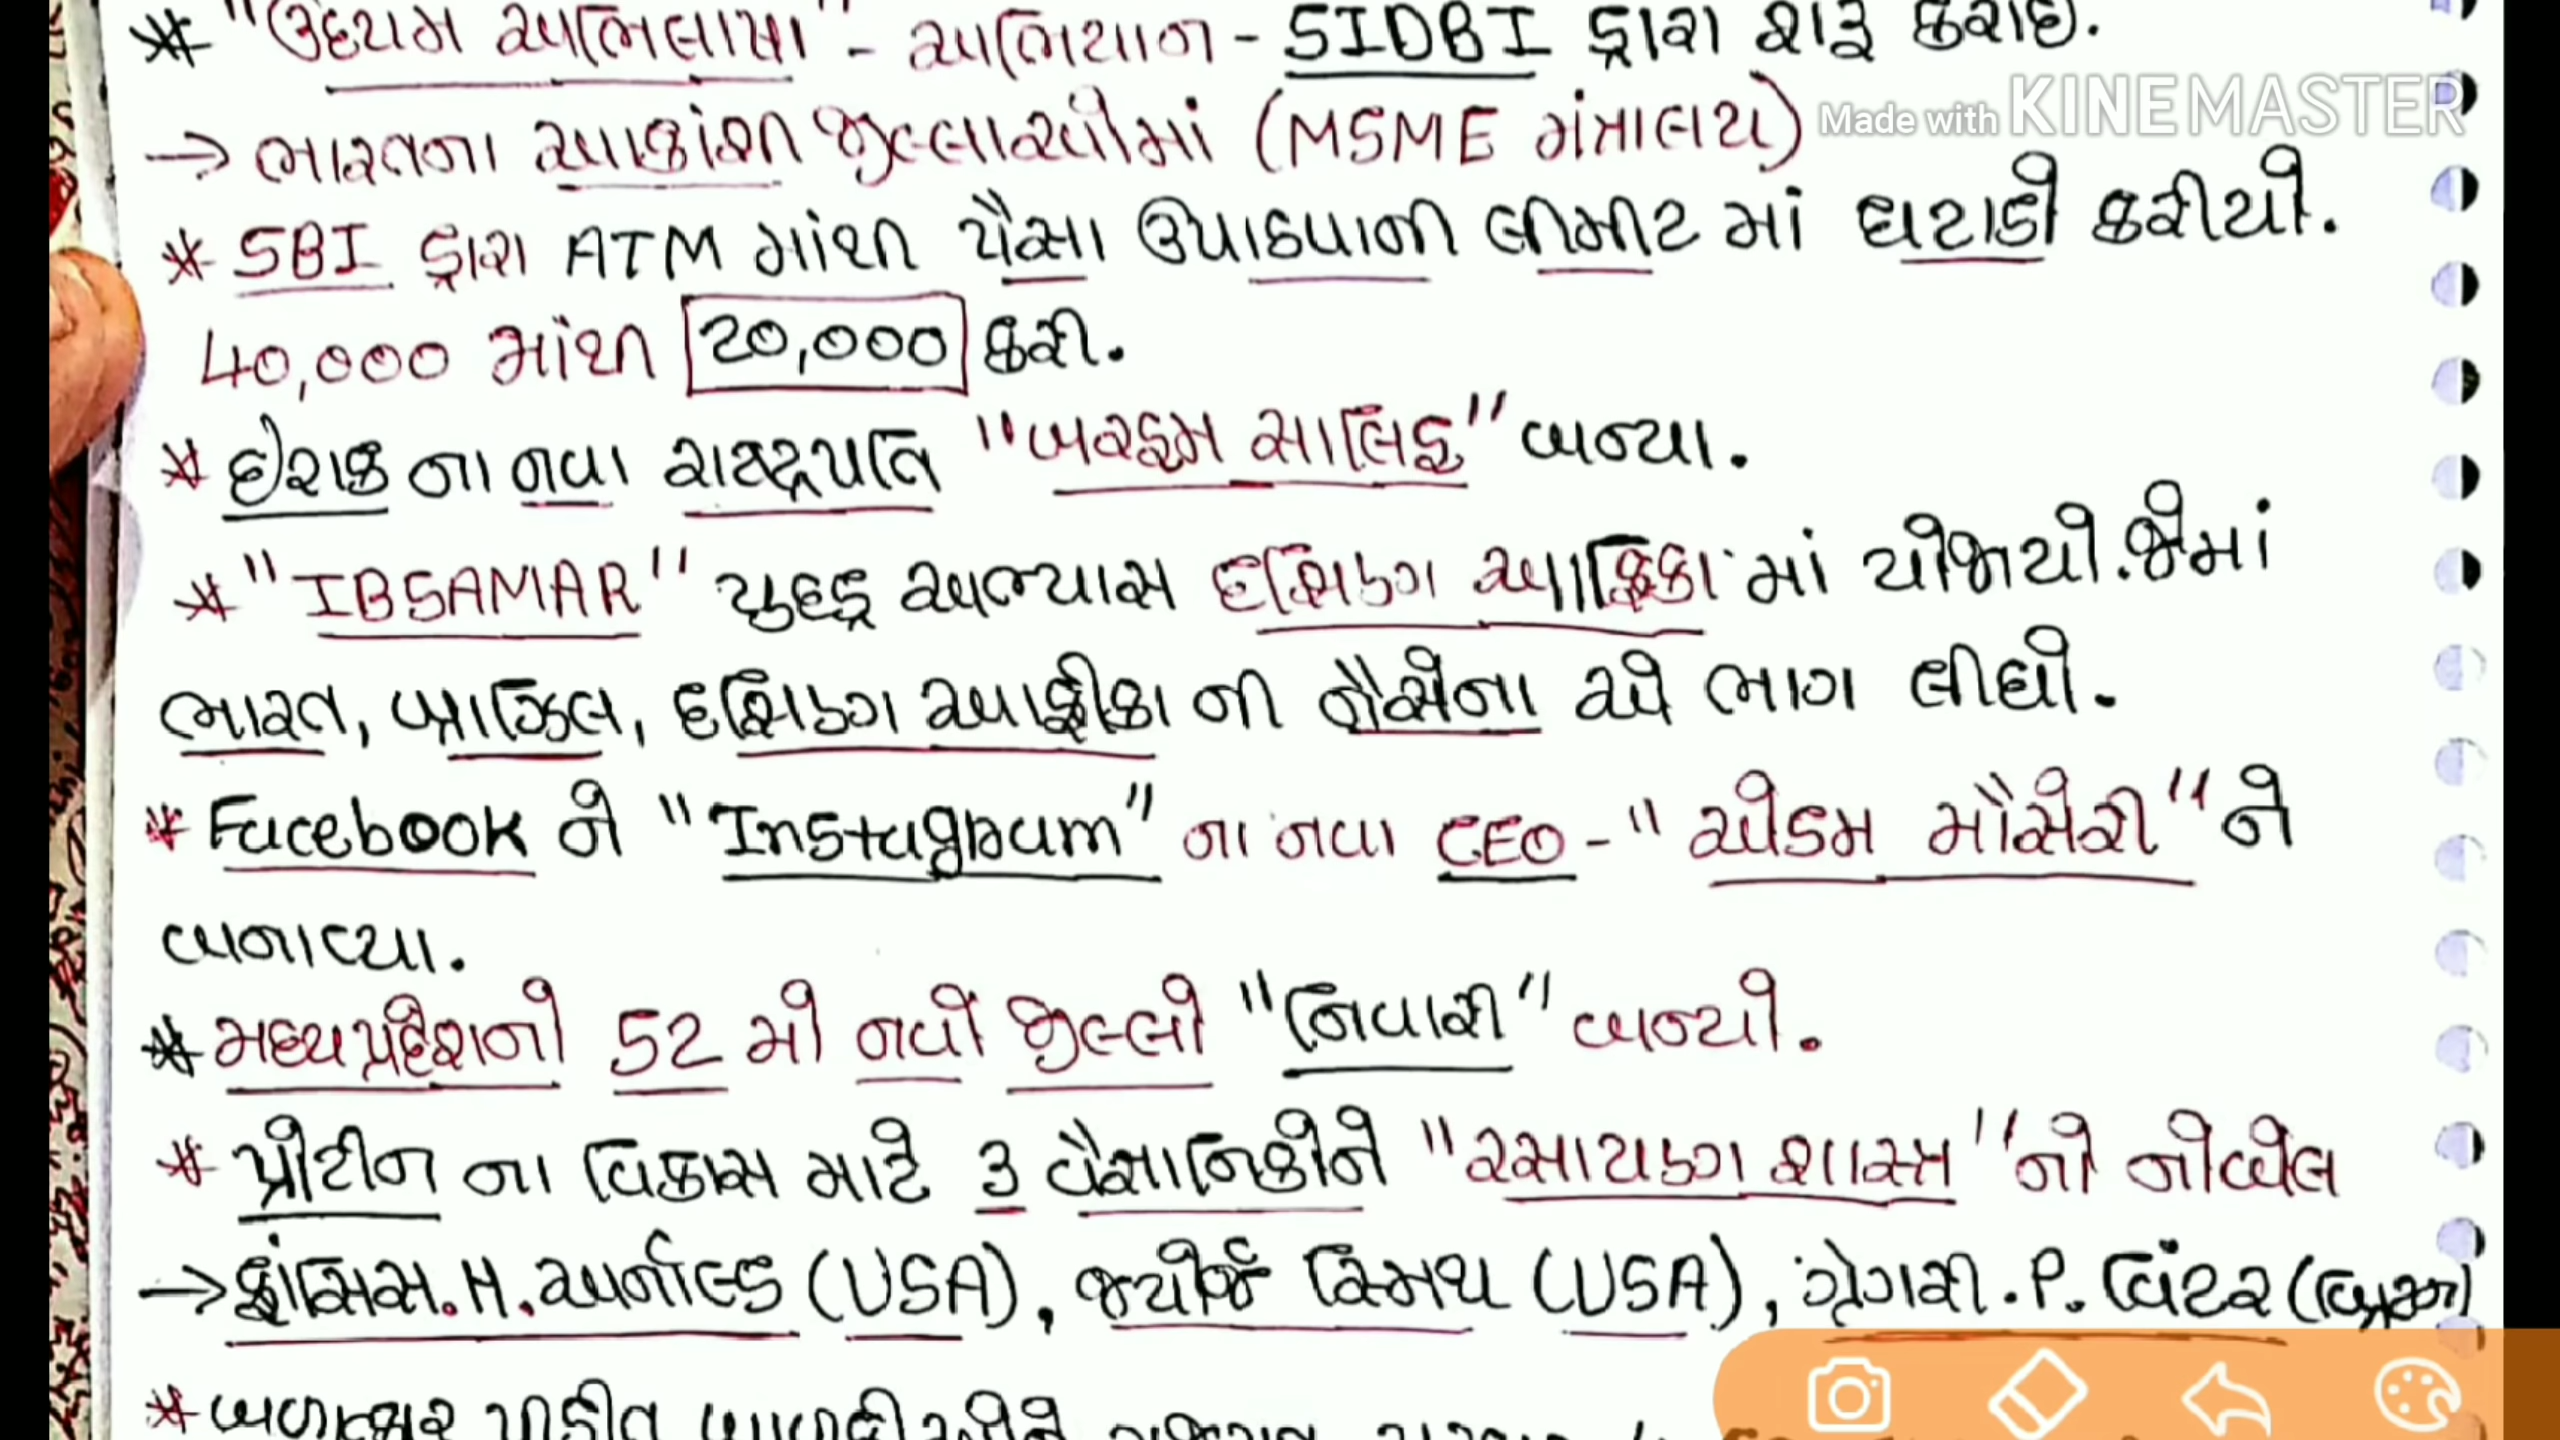 * "ઉદ્યમ અભિલાષા" - અભિયાન - SIDBI દ્વારા શરૂ કરાઇ.
→ ભારતના આકાંક્ષી જીલ્લાઓમાં (MSME મંત્રાલય)
Made with KINEMASTER
* SBI દ્વારા ATM માંથી પૈસા ઉપાડવાની લીમીટ માં ઘટાડો કરીયો.
40,000 માંથી 20,000 કરી.
* ઈરાક ના નવા રાષ્ટ્રપતિ "બરહમ સાલિહ" બન્યા.
* "IBSAMAR" યુદ્ધ અભ્યાસ દક્ષિણ આફ્રિકા માં યોજાયો. જેમાં
ભારત, બ્રાઝિલ, દક્ષિણ આફ્રીકા ની નૌસેના એ ભાગ લીધો.
* Facebook ને "Instagram" ના નવા CEO - "એડમ મોસેરી" ને
બનાવ્યા.
* મધ્યપ્રદેશનો 52 મો નવો જીલ્લો "નિવારી" બન્યો.
* પ્રોટીન ના વિકાસ માટે 3 વૈજ્ઞાનિકોને "રસાયણ શાસ્ત્ર" નો નોબેલ
→ ફ્રાંસિસ. H. આર્નોલ્ડ (USA), જ્યોર્જ સ્મિથ (USA), ગ્રેગરી. P. વિંટર (બ્રિટન)